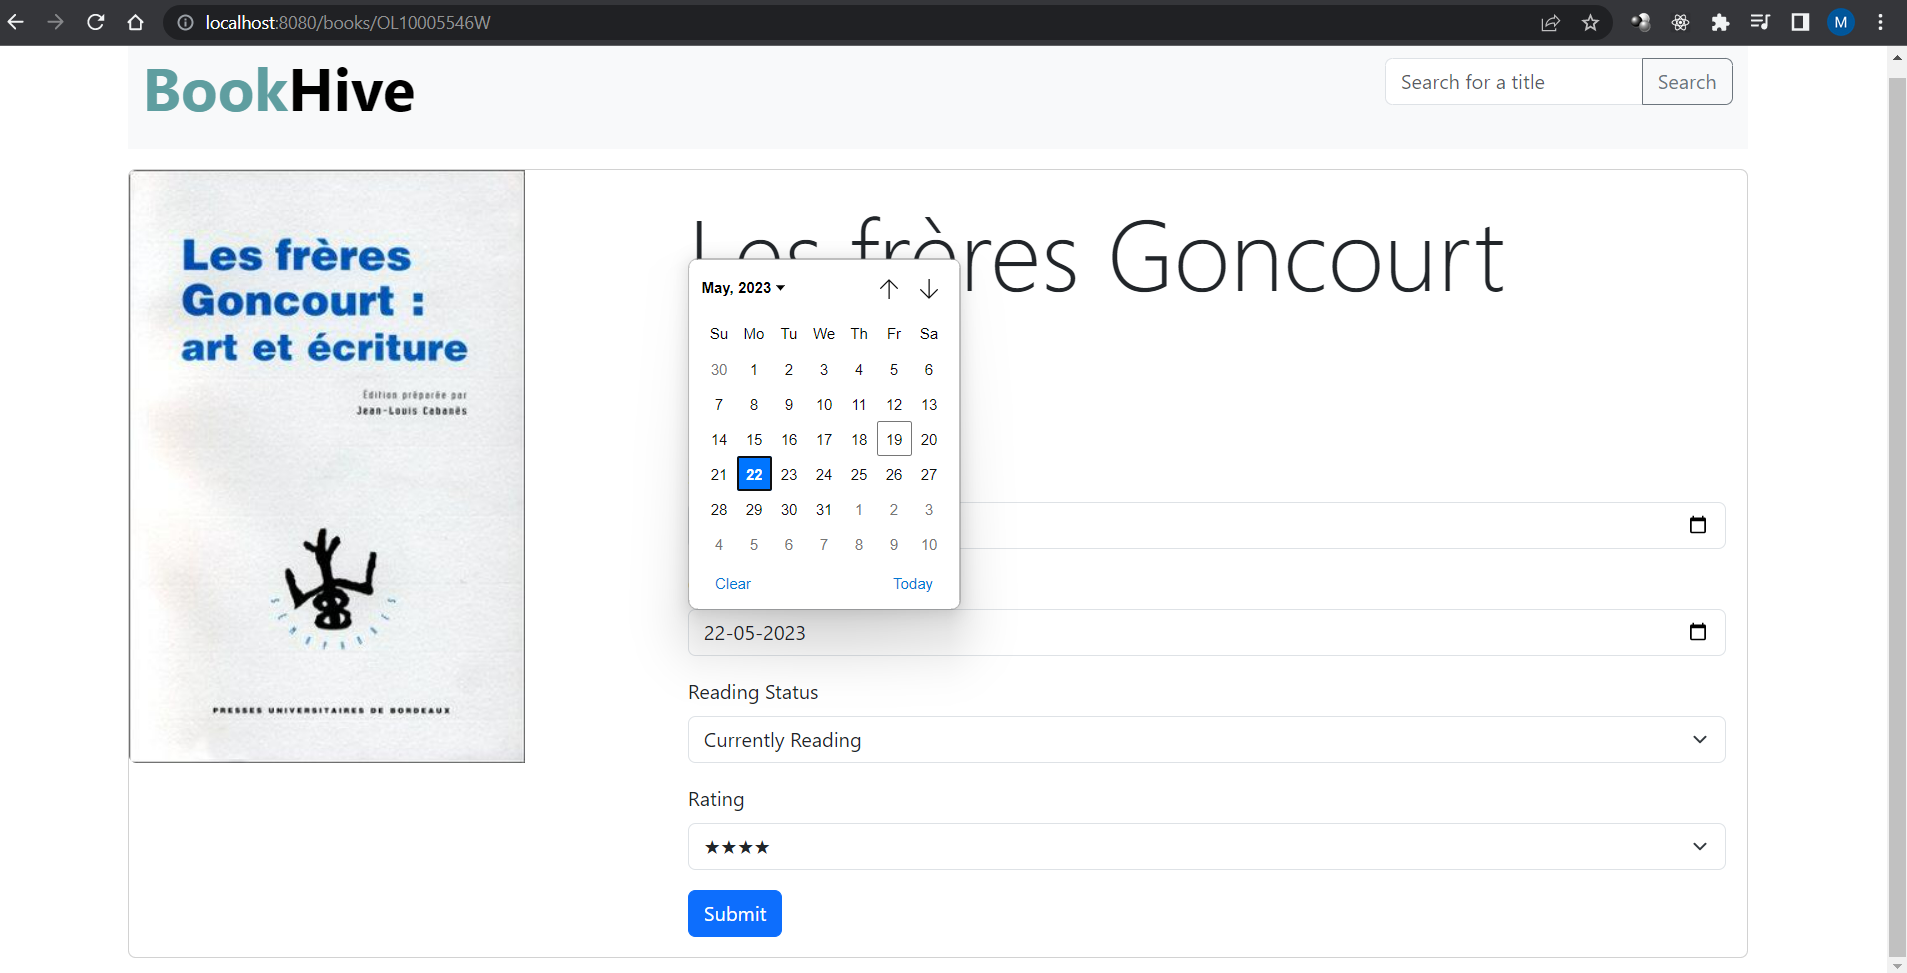 localhost:8080/books/OL10005546W
M
BookHive
Search for a title
Search
Les frères
Goncourt :
art et écriture
Édition préparée par
Jean-Louis Cabanès
PRESSES UNIVERSITAIRES DE BORDEAUX
Les frères Goncourt
May, 2023
Su Mo Tu We Th Fr Sa
30 1 2 3 4 5 6
7 8 9 10 11 12 13
14 15 16 17 18 19 20
21 22 23 24 25 26 27
28 29 30 31 1 2 3
4 5 6 7 8 9 10
Clear Today
22-05-2023
Reading Status
Currently Reading
Rating
★★★★
Submit